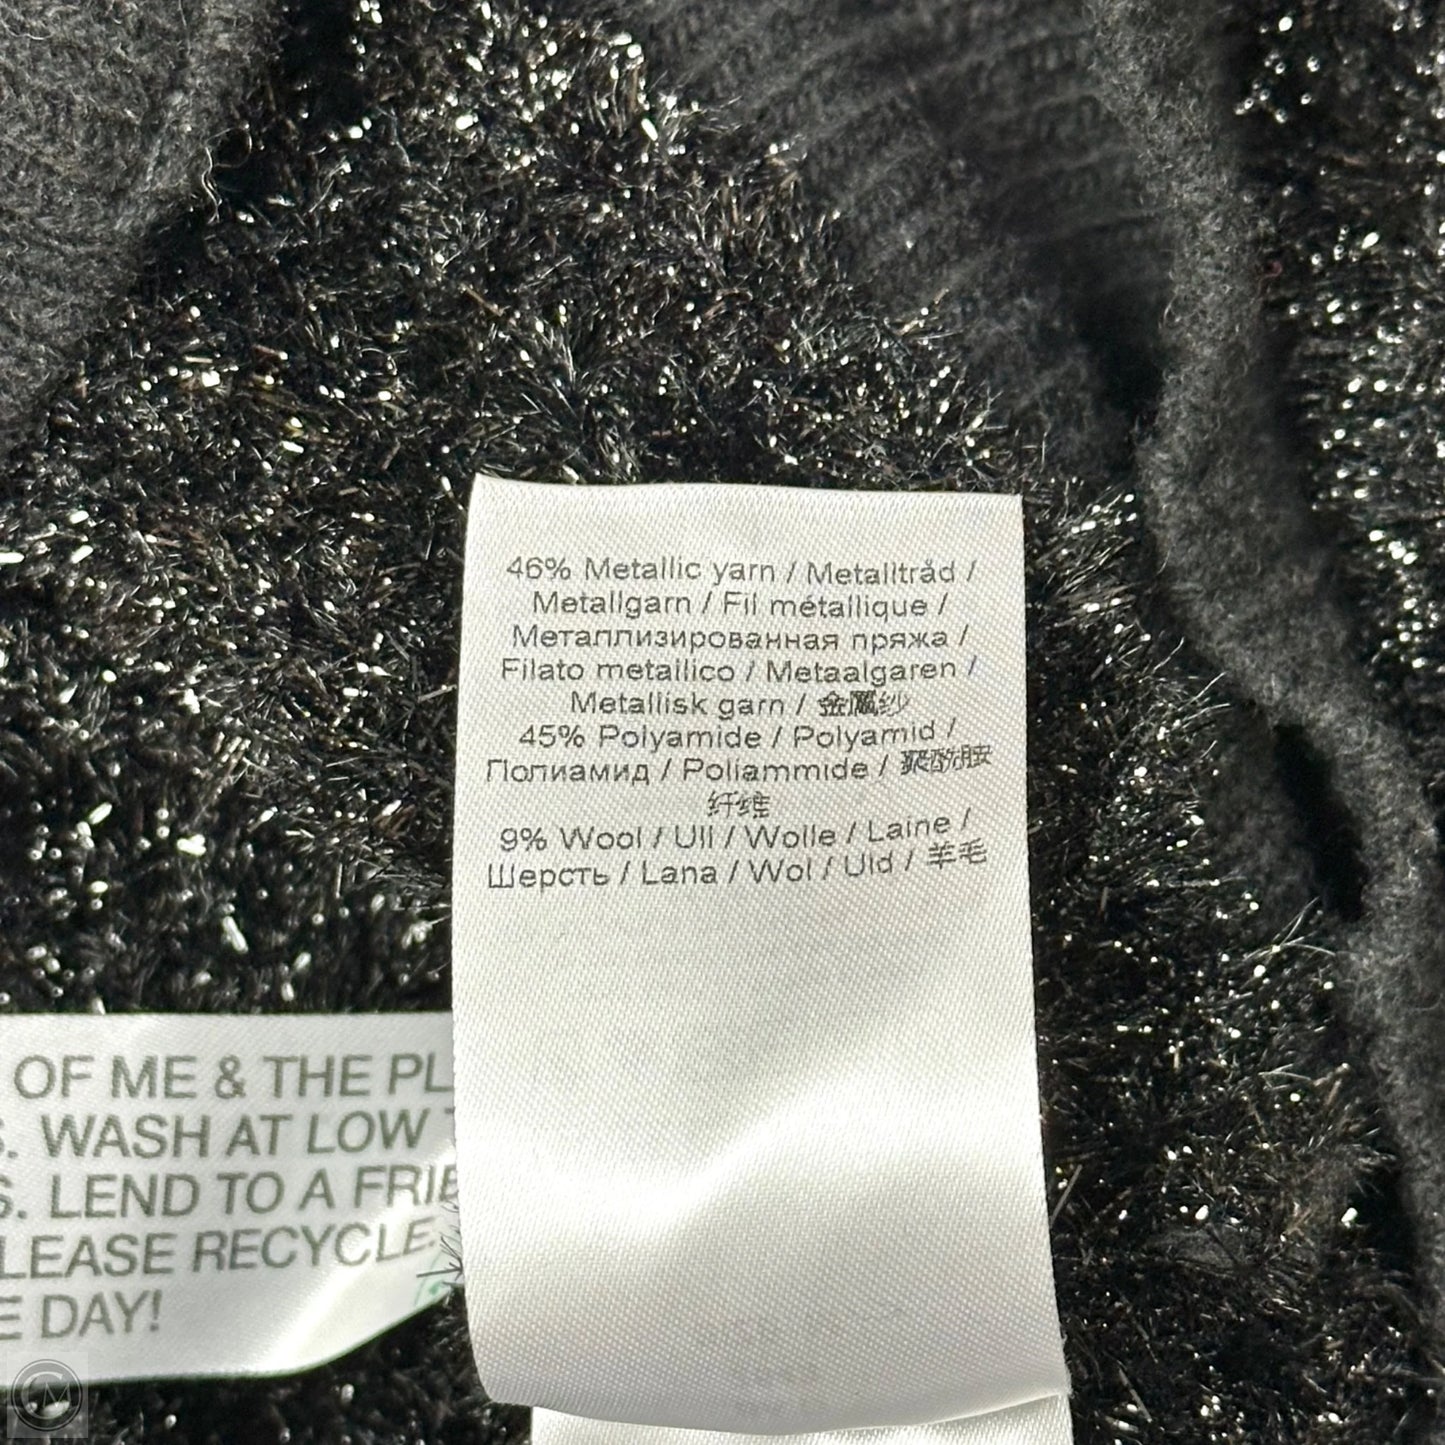 46% Metallic yarn / Metalltråd /
Metallgarn / Fil métallique /
Металлизированная пряжа /
Filato metallico / Metaalgaren /
Metallisk garn / 金属纱
45% Polyamide / Polyamid /
Полиамид / Poliammide / 聚酰胺
纤维
9% Wool / Ull / Wolle / Laine /
Шерсть / Lana / Wol / Uld / 羊毛
OF ME & THE PL
S. WASH AT LOW
S. LEND TO A FRIE
LEASE RECYCLE.
E DAY!
CM